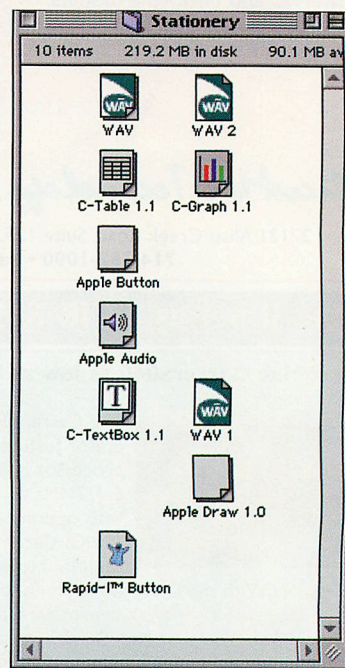 Stationery
10 items 219.2 MB in disk 90.1 MB av
WAV WAV
WAV WAV 2
C-Table 1.1 C-Graph 1.1
Apple Button
Apple Audio
T WAV
C-TextBox 1.1 WAV 1
Apple Draw 1.0
Rapid-I™ Button